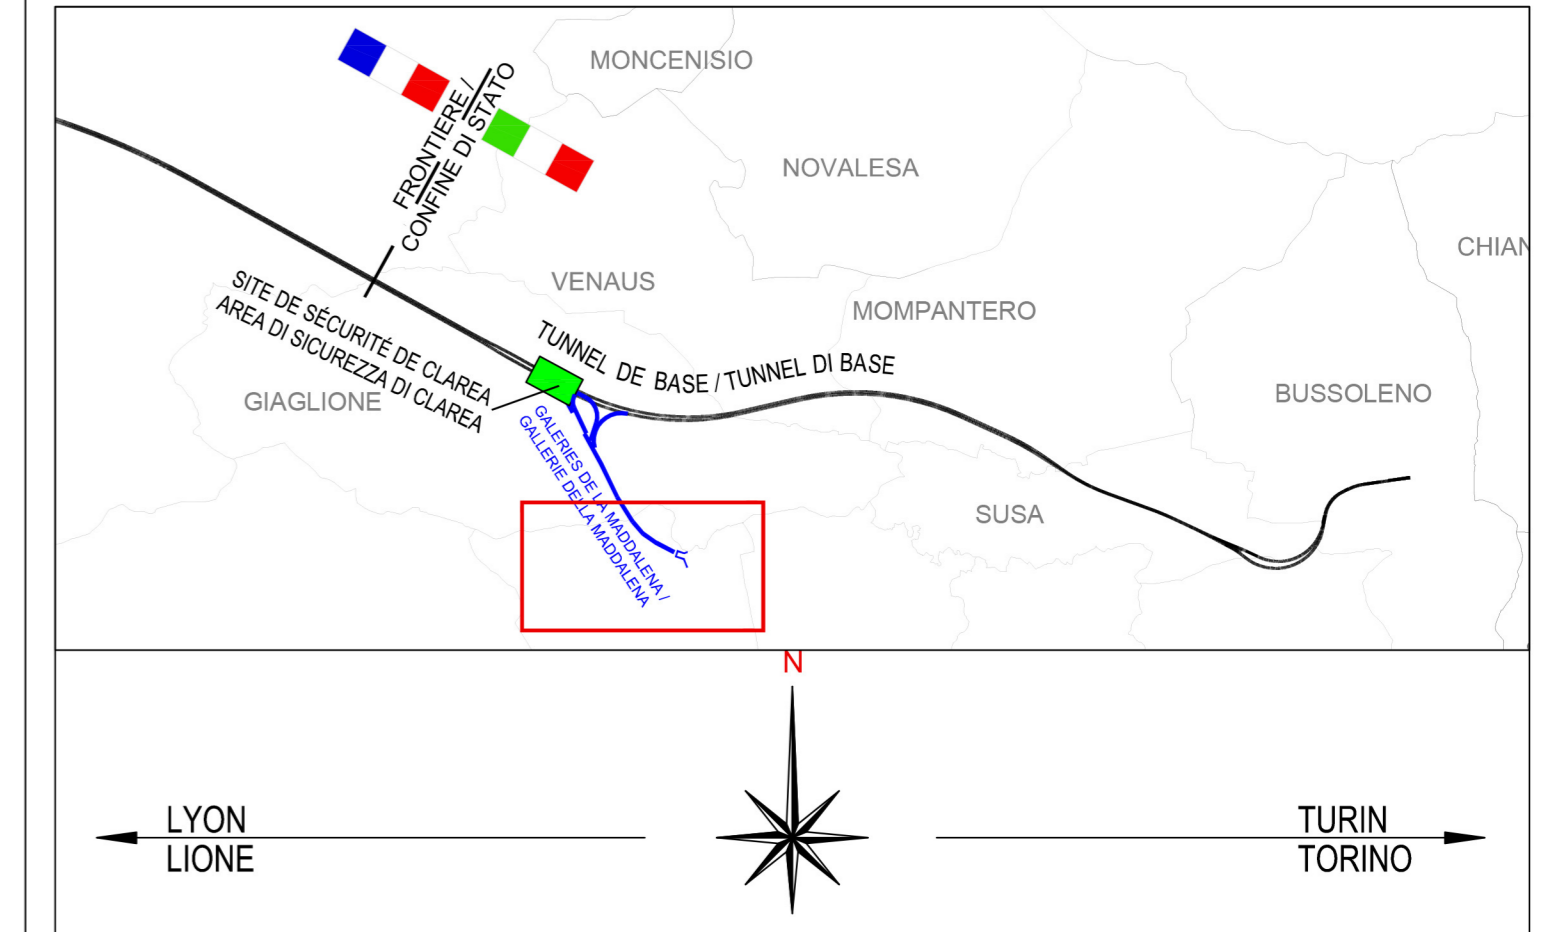 MONCENISIO
FRONTIERE /
CONFINE DI STATO
NOVALESA
CHIAN
VENAUS
SITE DE SÉCURITÉ DE CLAREA
AREA DI SICUREZZA DI CLAREA
MOMPANTERO
TUNNEL DE BASE / TUNNEL DI BASE
GIAGLIONE
BUSSOLENO
GALERIES DE LA MADDALENA /
GALLERIE DELLA MADDALENA
SUSA
N
LYON
LIONE
TURIN
TORINO